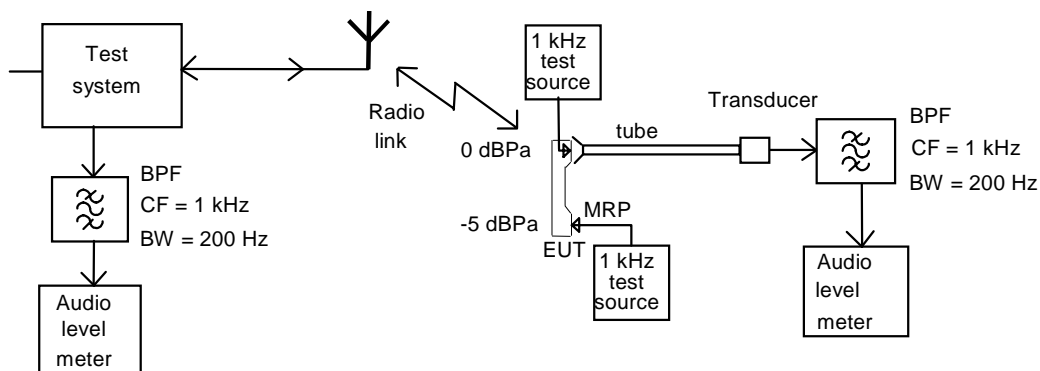 Test
system
BPF
CF = 1 kHz
BW = 200 Hz
Audio
level
meter
Radio
link
1 kHz
test
source
0 dBPa
-5 dBPa
EUT
MRP
1 kHz
test
source
tube
Transducer
BPF
CF = 1 kHz
BW = 200 Hz
Audio
level
meter